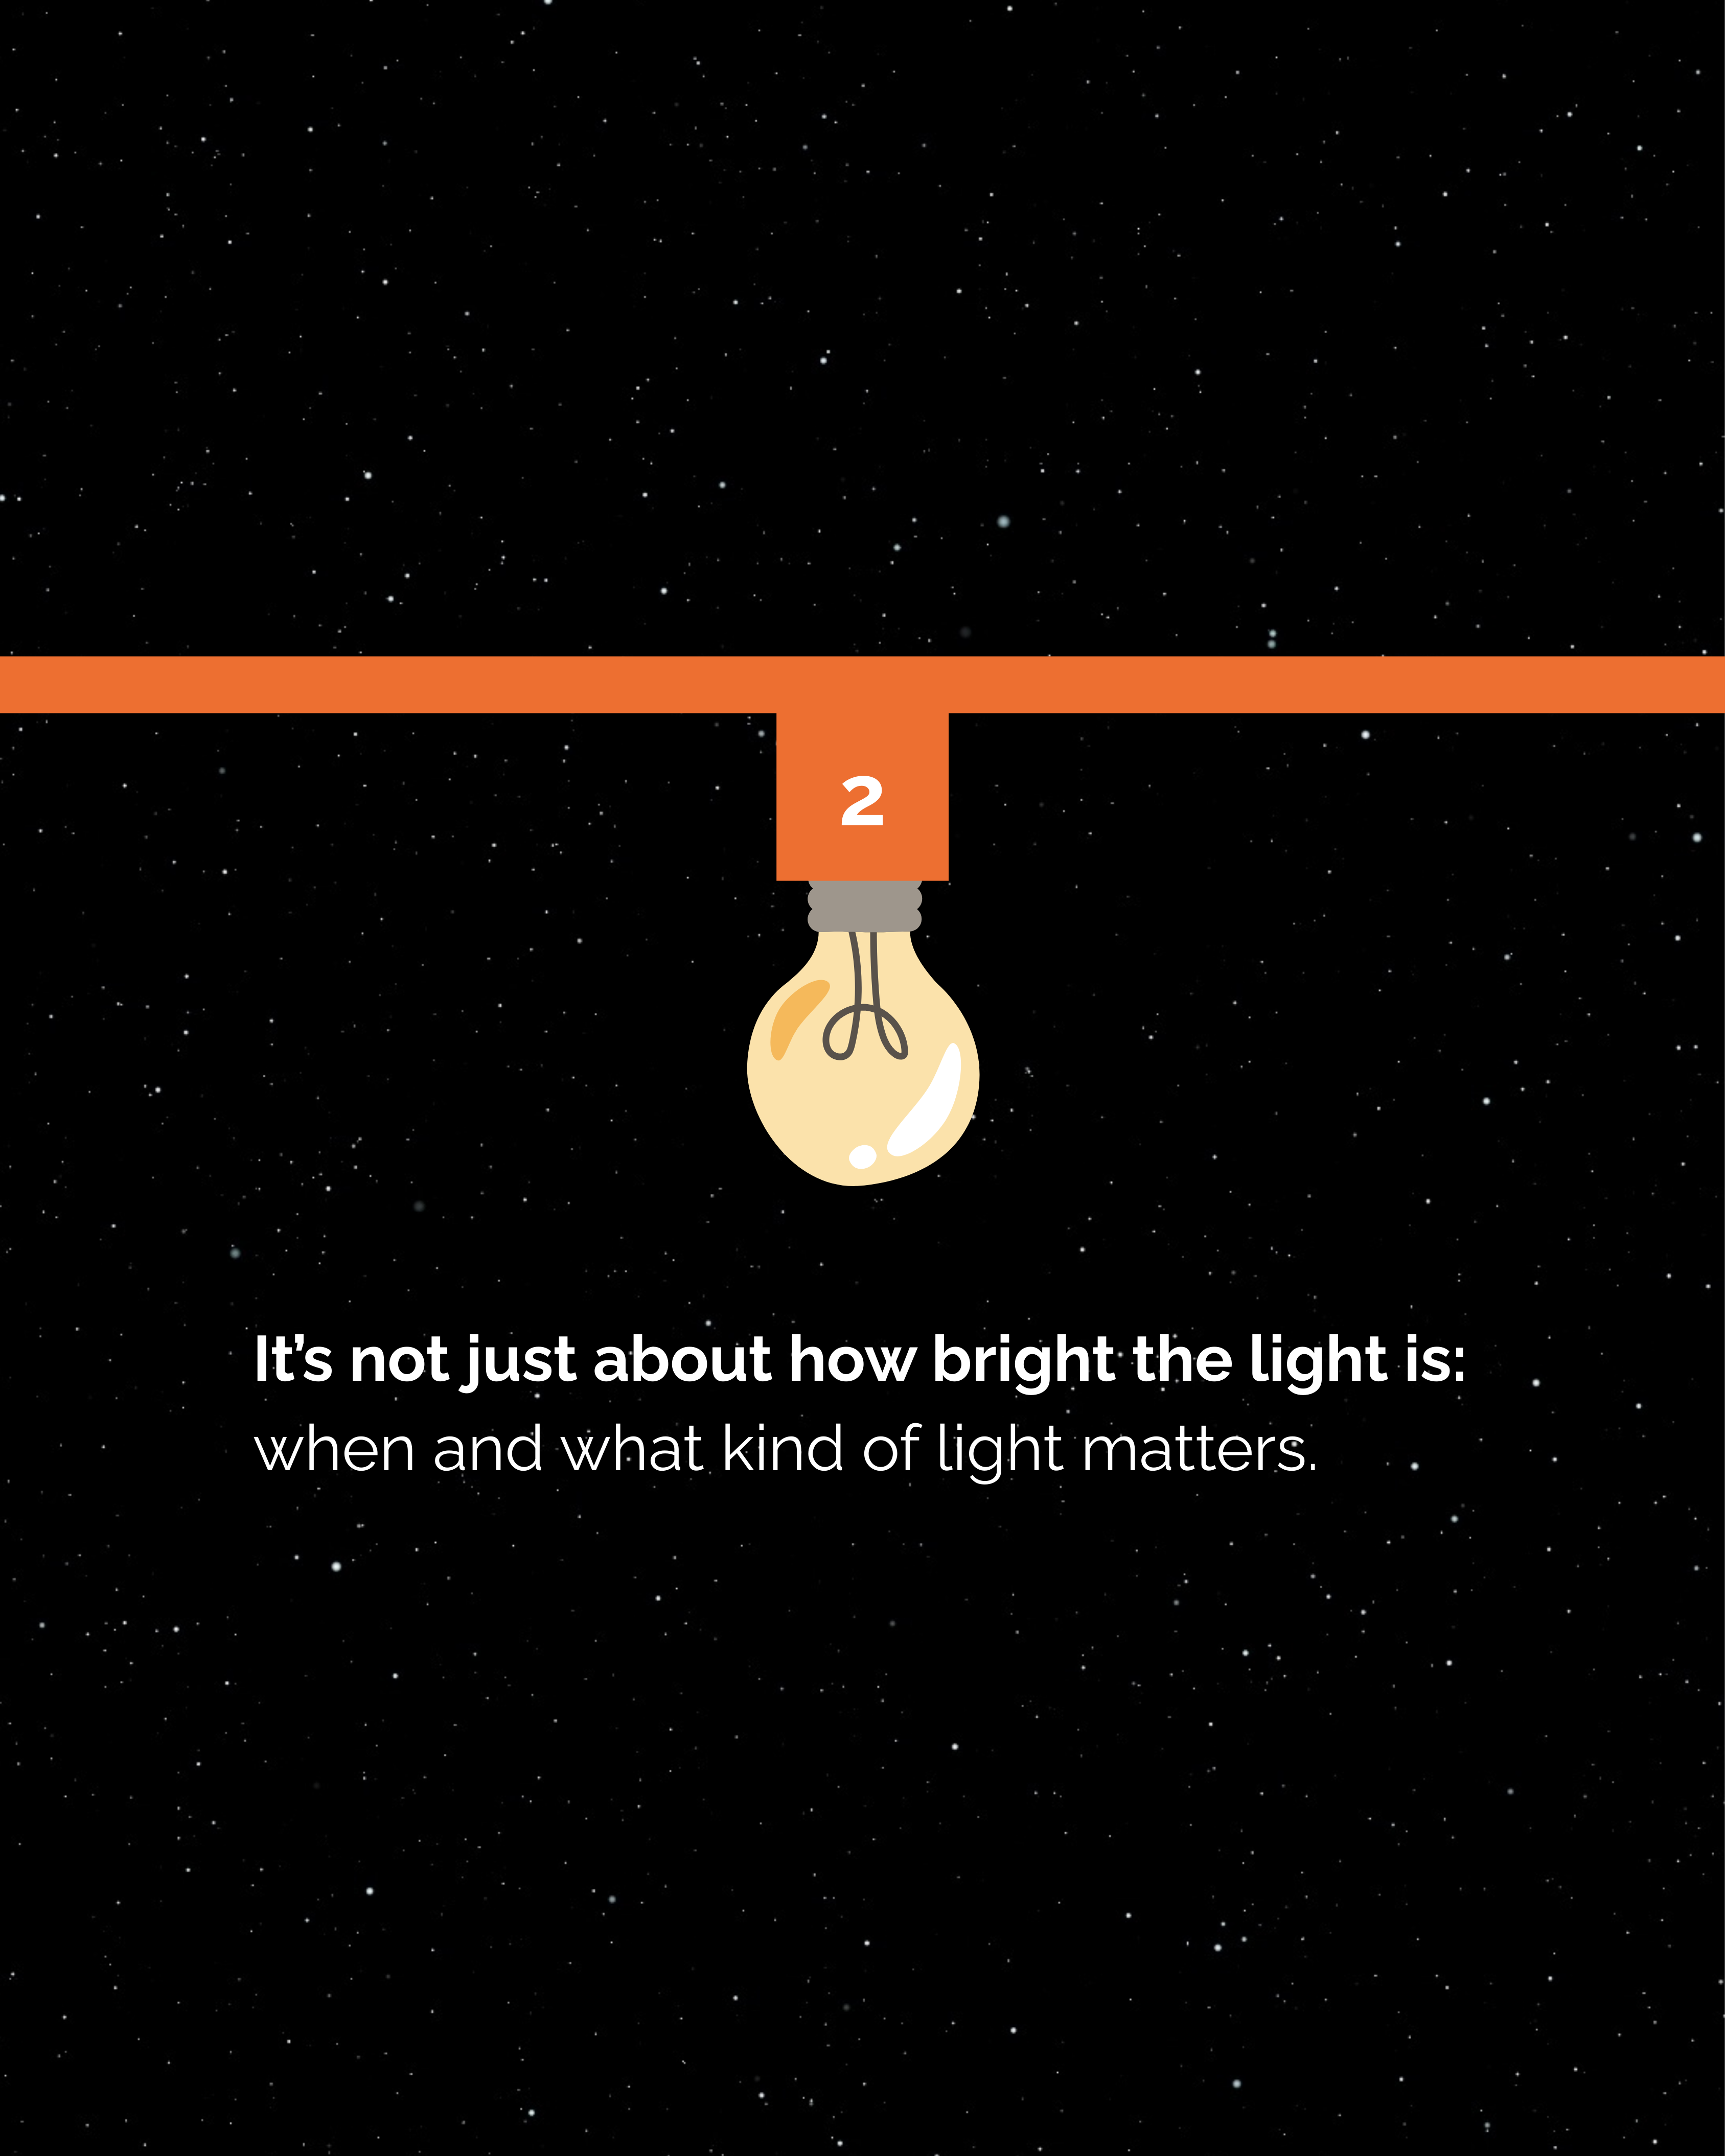 2
It’s not just about how bright the light is:
when and what kind of light matters.